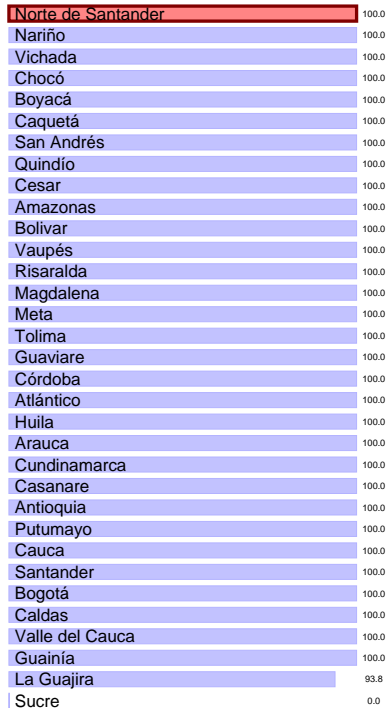 Norte de Santander 100.0
Nariño 100.0
Vichada 100.0
Chocó 100.0
Boyacá 100.0
Caquetá 100.0
San Andrés 100.0
Quindío 100.0
Cesar 100.0
Amazonas 100.0
Bolivar 100.0
Vaupés 100.0
Risaralda 100.0
Magdalena 100.0
Meta 100.0
Tolima 100.0
Guaviare 100.0
Córdoba 100.0
Atlántico 100.0
Huila 100.0
Arauca 100.0
Cundinamarca 100.0
Casanare 100.0
Antioquia 100.0
Putumayo 100.0
Cauca 100.0
Santander 100.0
Bogotá 100.0
Caldas 100.0
Valle del Cauca 100.0
Guainía 100.0
La Guajira 93.8
Sucre 0.0